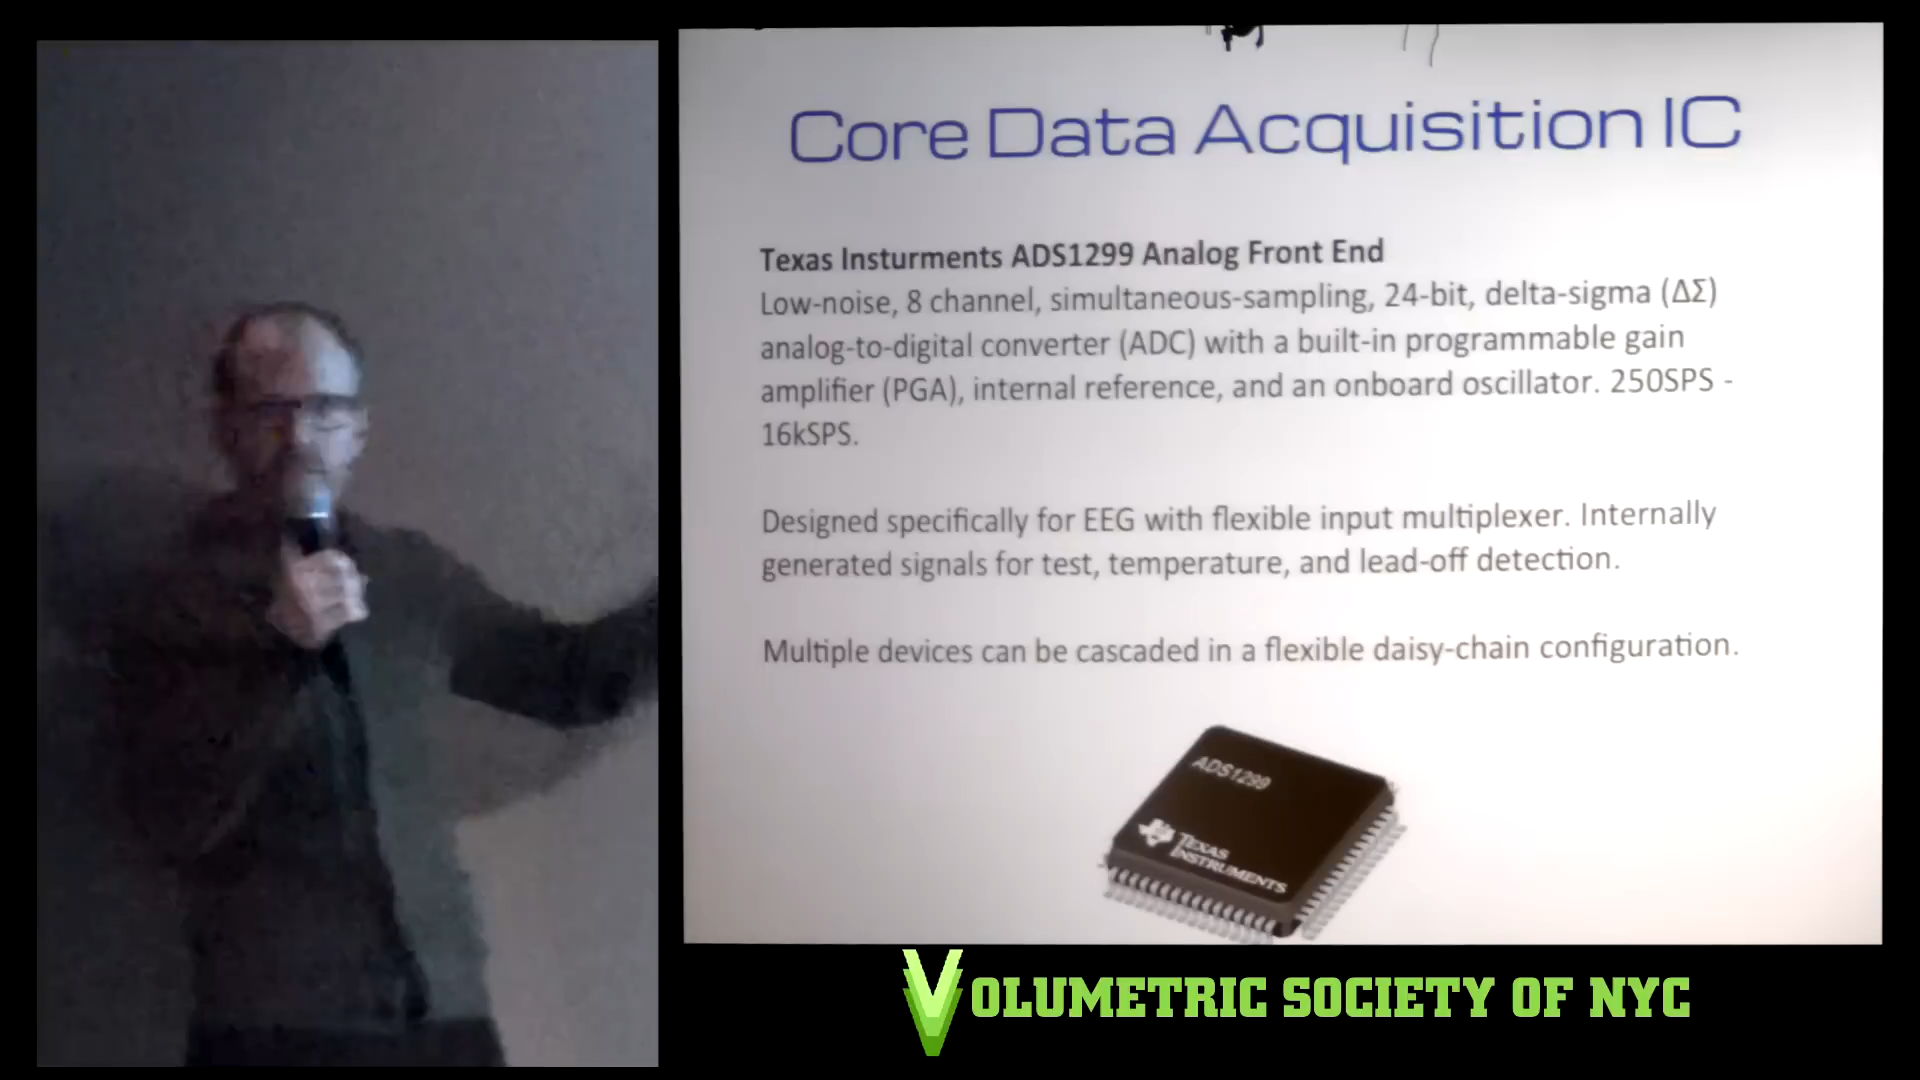 Core Data Acquisition IC
Texas Insturments ADS1299 Analog Front End
Low-noise, 8 channel, simultaneous-sampling, 24-bit, delta-sigma (ΔΣ)
analog-to-digital converter (ADC) with a built-in programmable gain
amplifier (PGA), internal reference, and an onboard oscillator. 250SPS -
16kSPS.
Designed specifically for EEG with flexible input multiplexer. Internally
generated signals for test, temperature, and lead-off detection.
Multiple devices can be cascaded in a flexible daisy-chain configuration.
ADS1299
TEXAS
INSTRUMENTS
VOLUMETRIC SOCIETY OF NYC